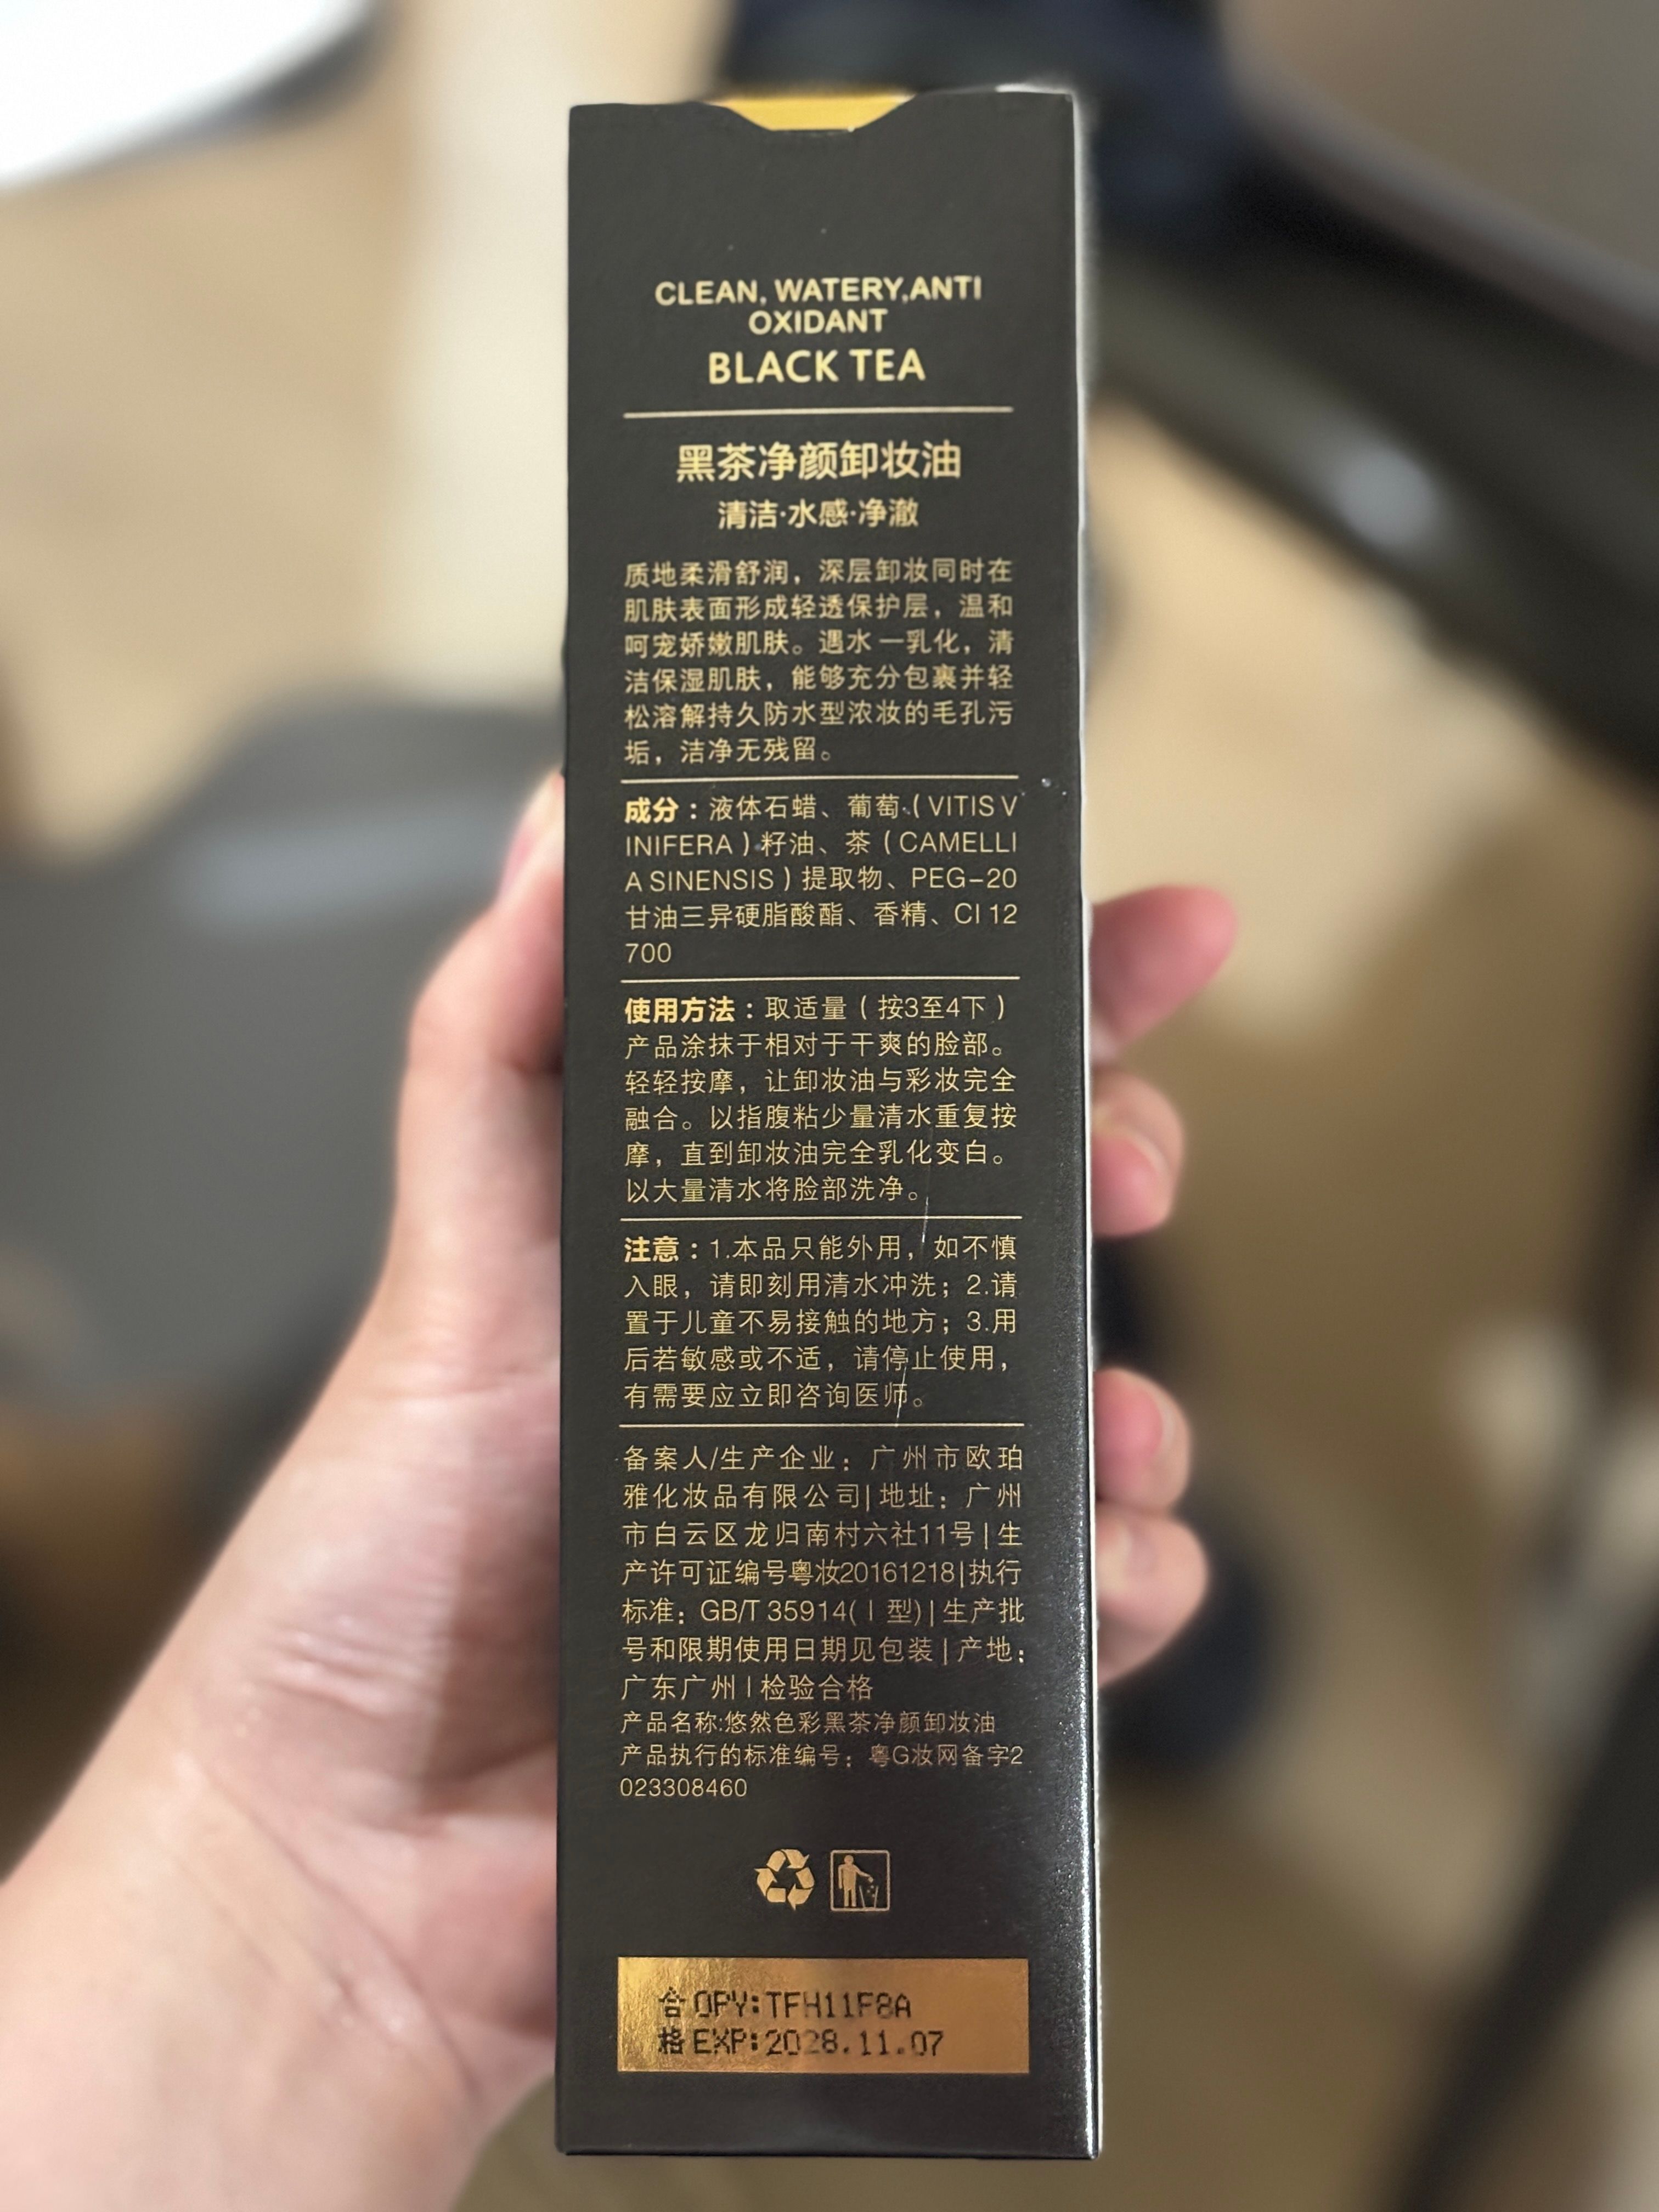 CLEAN, WATERY,ANTI
OXIDANT
BLACK TEA
黑茶净颜卸妆油
清洁·水感·净澈
质地柔滑舒润，深层卸妆同时在
肌肤表面形成轻透保护层，温和
呵宠娇嫩肌肤。遇水一乳化，清
洁保湿肌肤，能够充分包裹并轻
松溶解持久防水型浓妆的毛孔污
垢，洁净无残留。
成分：液体石蜡、葡萄（VITIS V
INIFERA）籽油、茶（CAMELLI
A SINENSIS）提取物、PEG-20
甘油三异硬脂酸酯、香精、CI 12
700
使用方法：取适量（按3至4下）
产品涂抹于相对于干爽的脸部。
轻轻按摩，让卸妆油与彩妆完全
融合。以指腹粘少量清水重复按
摩，直到卸妆油完全乳化变白。
以大量清水将脸部洗净。
注意：1.本品只能外用，如不慎
入眼，请即刻用清水冲洗；2.请
置于儿童不易接触的地方；3.用
后若敏感或不适，请停止使用，
有需要应立即咨询医师。
备案人/生产企业：广州市欧珀
雅化妆品有限公司|地址：广州
市白云区龙归南村六社11号|生
产许可证编号粤妆20161218|执行
标准：GB/T 35914(Ⅰ型)|生产批
号和限期使用日期见包装|产地：
广东广州|检验合格
产品名称:悠然色彩黑茶净颜卸妆油
产品执行的标准编号：粤G妆网备字2
023308460
合 QPY:TFH11F8A
格 EXP:2028.11.07